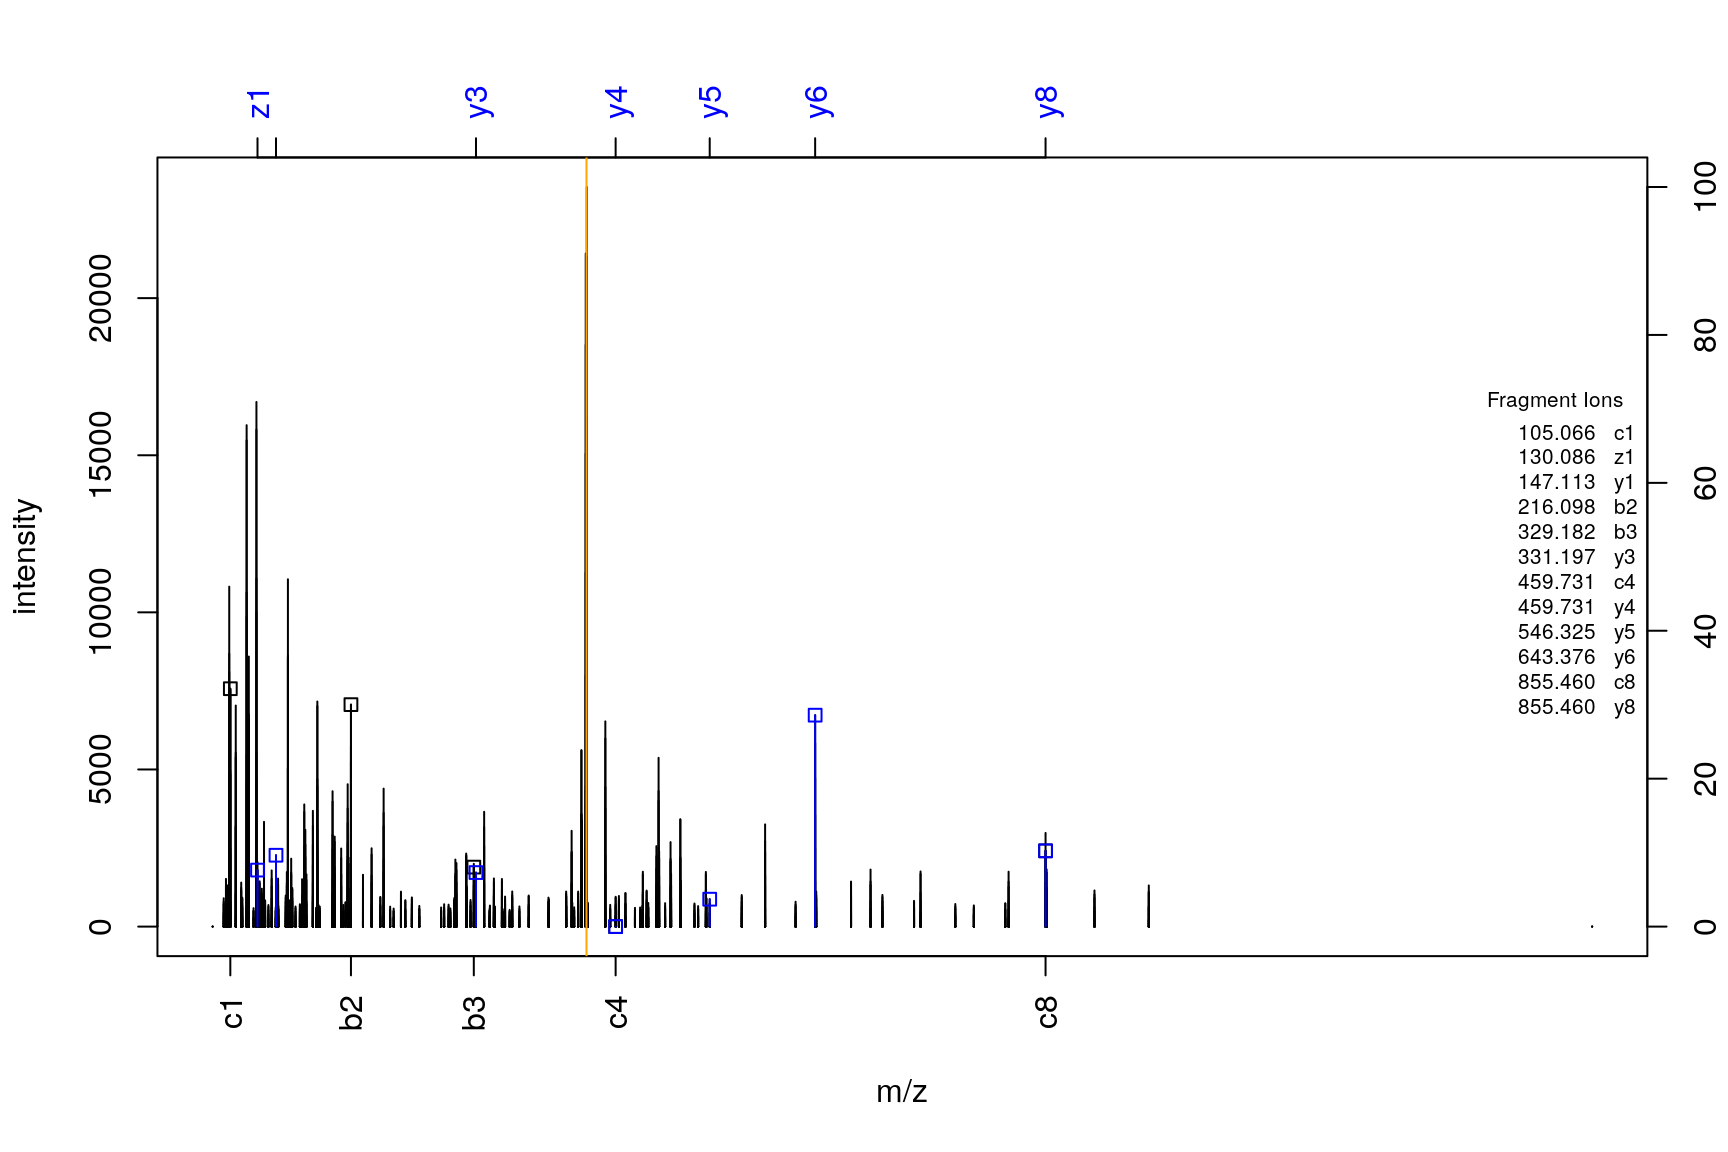 z1 y3 y4 y5 y6 y8
intensity
0 5000 10000 15000 20000
0 20 40 60 80 100
Fragment Ions
105.066 c1
130.086 z1
147.113 y1
216.098 b2
329.182 b3
331.197 y3
459.731 c4
459.731 y4
546.325 y5
643.376 y6
855.460 c8
855.460 y8
c1 b2 b3 c4 c8
m/z